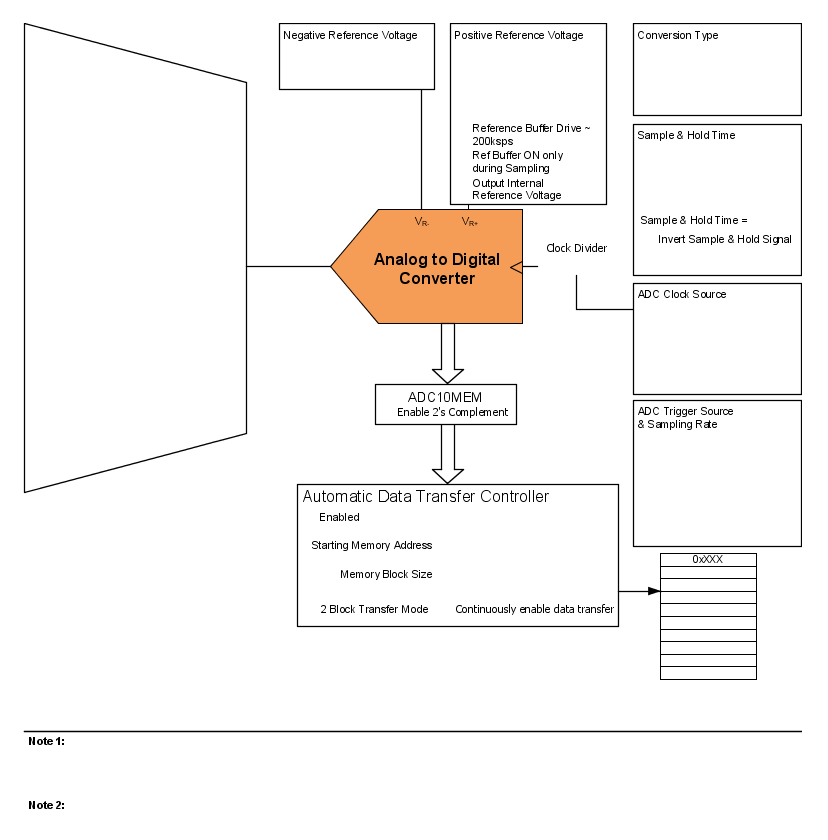 Negative Reference Voltage
Positive Reference Voltage
Conversion Type
Reference Buffer Drive ~
200ksps
Ref Buffer ON only
during Sampling
Output Internal
Reference Voltage
Sample & Hold Time
Sample & Hold Time =
Invert Sample & Hold Signal
VR-
VR+
Analog to Digital
Converter
Clock Divider
ADC Clock Source
ADC10MEM
Enable 2's Complement
ADC Trigger Source
& Sampling Rate
Automatic Data Transfer Controller
Enabled
Starting Memory Address
Memory Block Size
2 Block Transfer Mode
Continuously enable data transfer
0xXXX
Note 1:
Note 2: